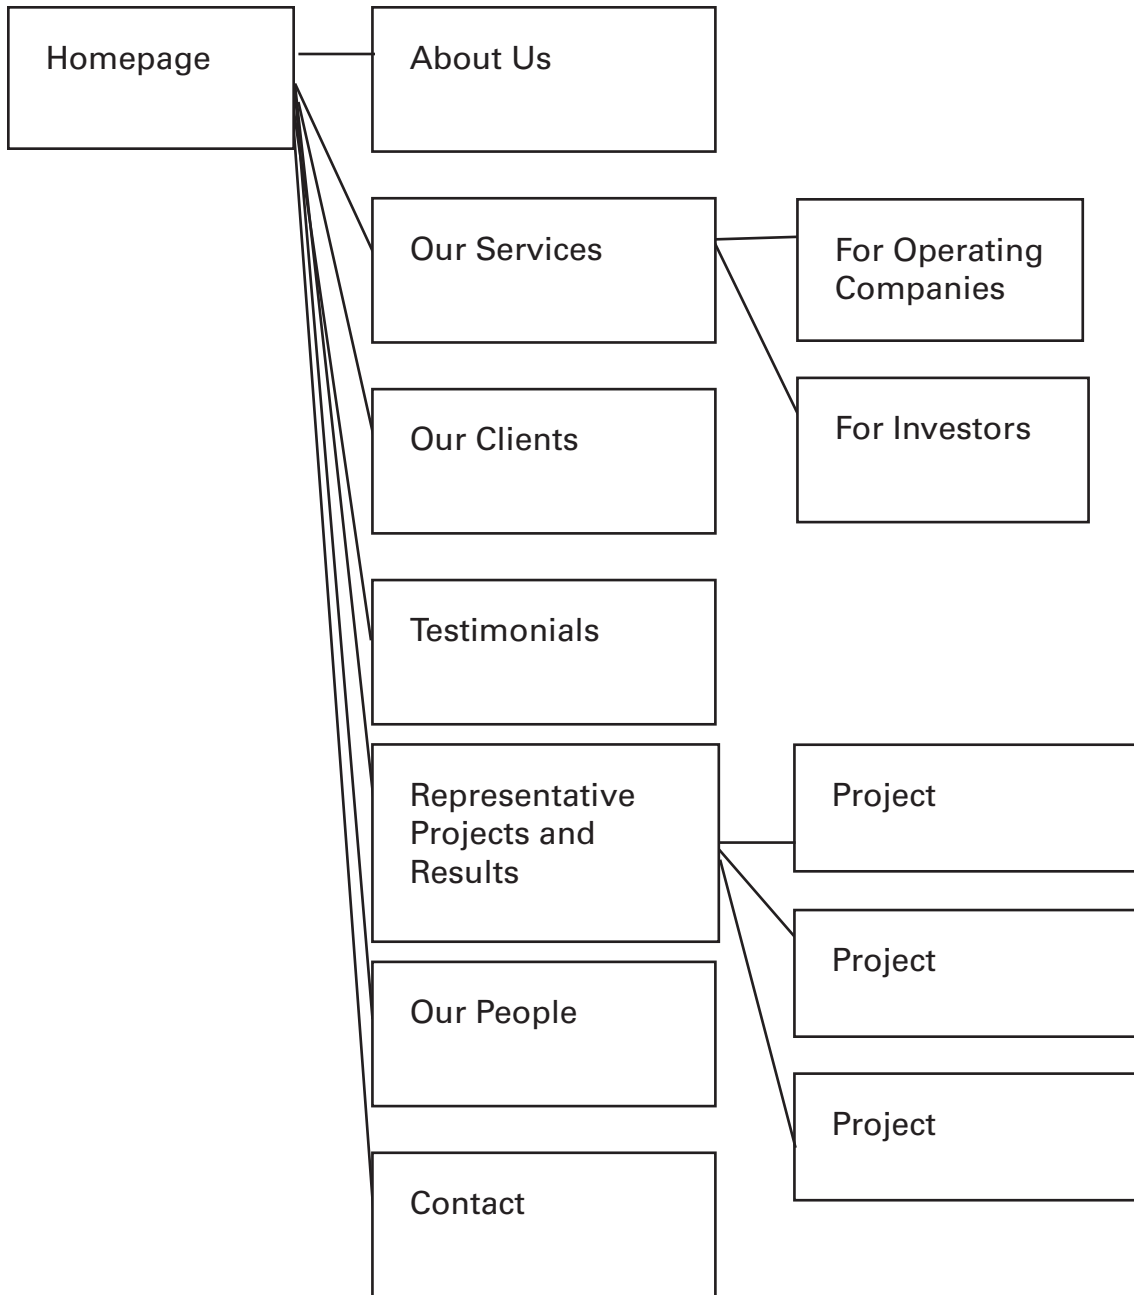 Homepage
About Us
Our Services
For Operating
Companies
For Investors
Our Clients
Testimonials
Representative
Projects and
Results
Project
Project
Project
Our People
Contact